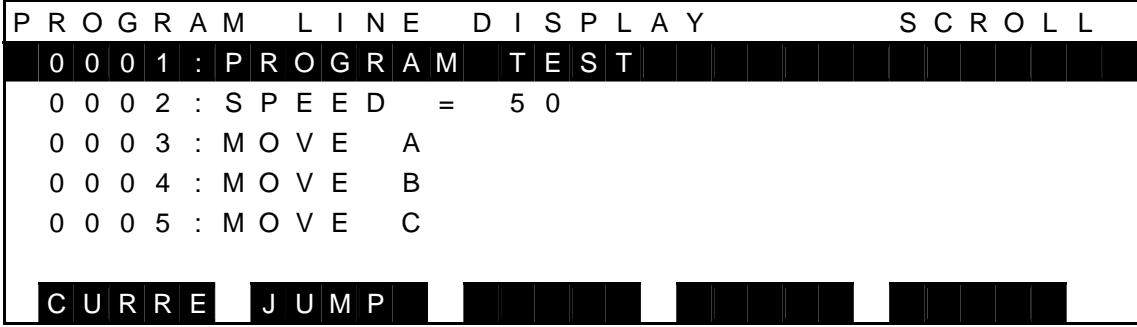 PROGRAM LINE DISPLAY SCROLL
0001:PROGRAM TEST
0002:SPEED = 50
0003:MOVE A
0004:MOVE B
0005:MOVE C
CURRE JUMP